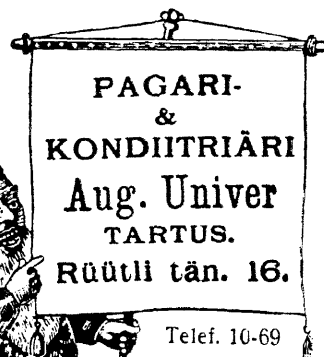 PAGARI-
&
KONDIITRIÄRI
Aug. Univer
TARTUS.
Rüütli tän. 16.
Telef. 10-69